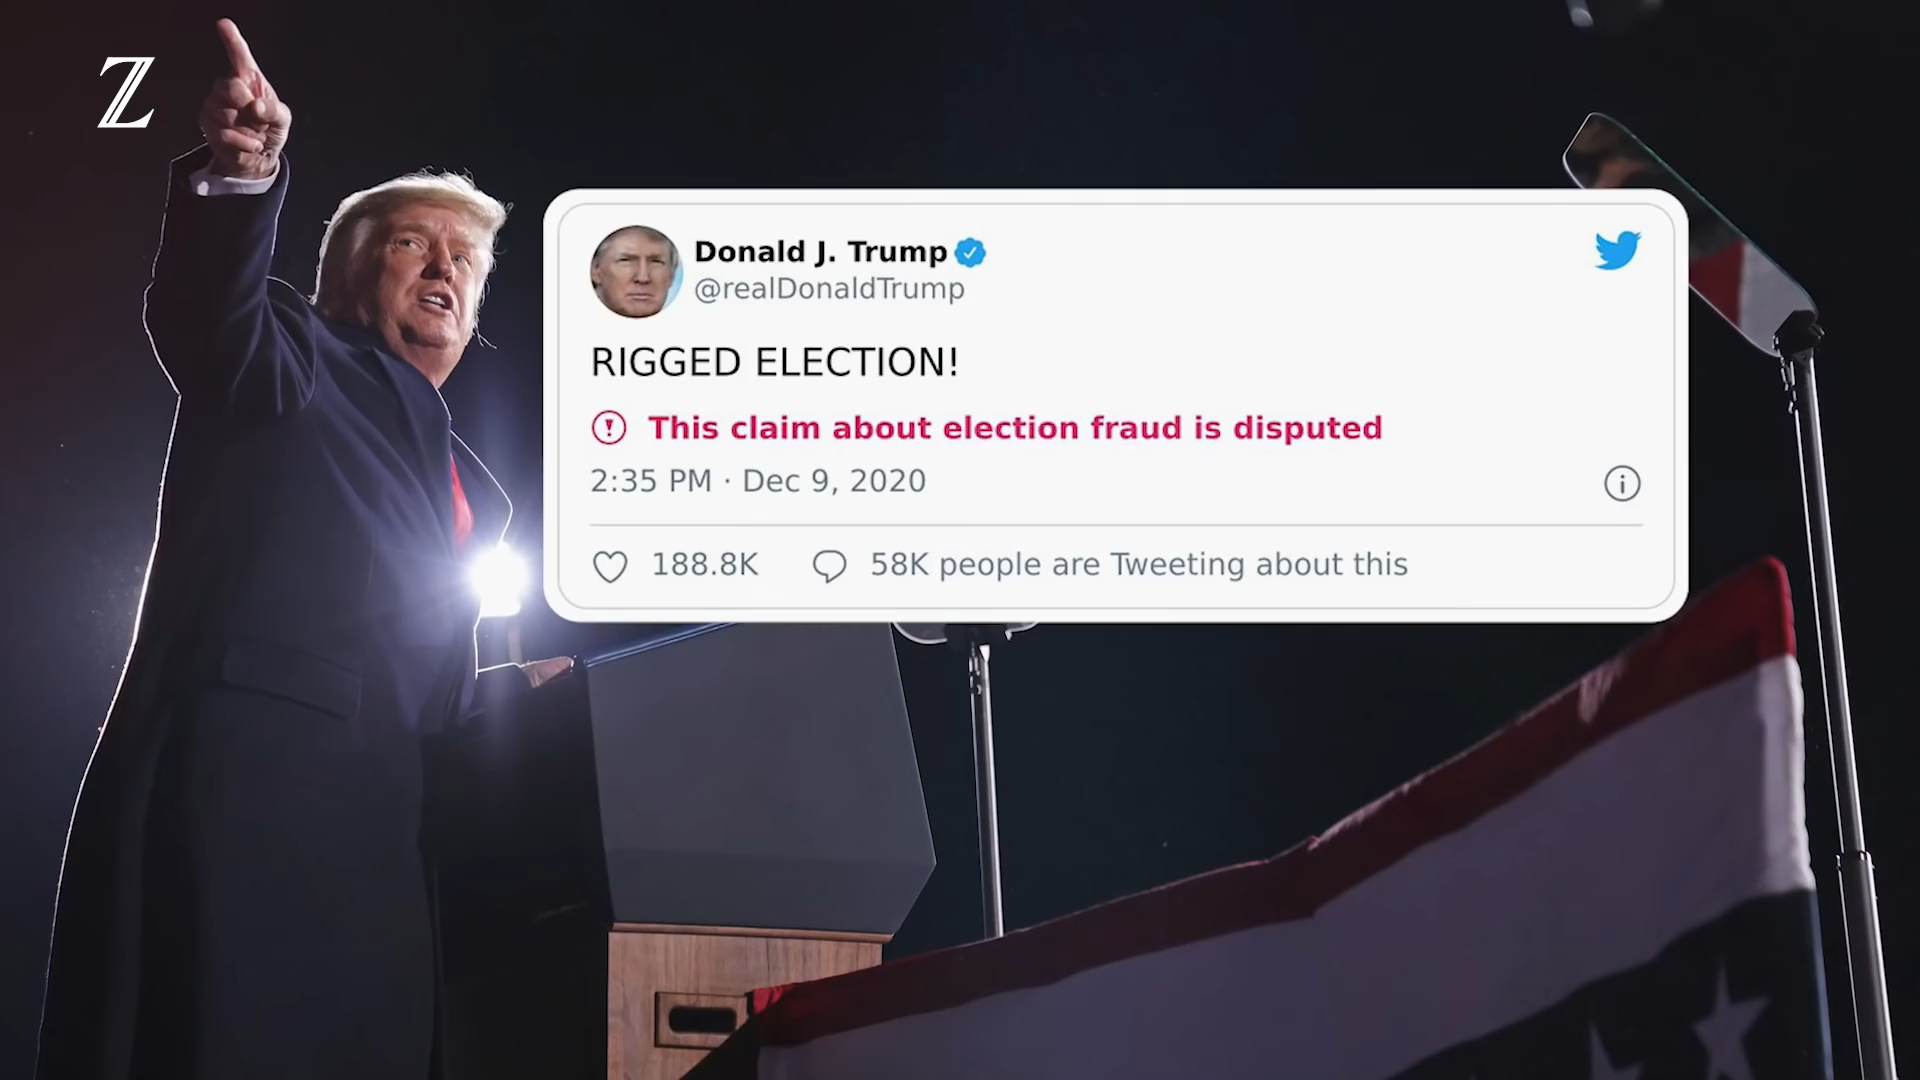 Z
Donald J. Trump
@realDonaldTrump
RIGGED ELECTION!
This claim about election fraud is disputed
2:35 PM · Dec 9, 2020
188.8K 58K people are Tweeting about this